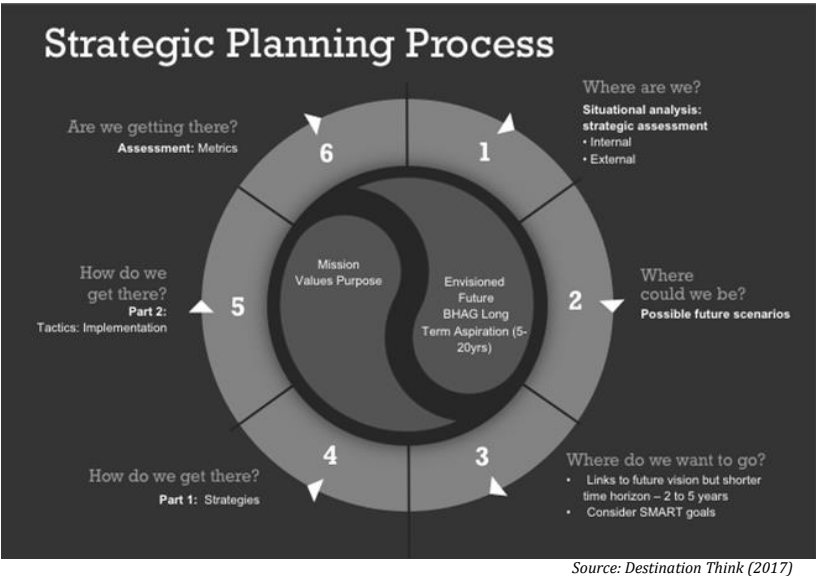 Strategic Planning Process
Where are we?
Situational analysis:
strategic assessment
• Internal
• External
1
Where
could we be?
Possible future scenarios
2
Where do we want to go?
• Links to future vision but shorter
time horizon – 2 to 5 years
• Consider SMART goals
3
How do we get there?
Part 1: Strategies
4
How do we
get there?
Part 2:
Tactics: Implementation
5
Are we getting there?
Assessment: Metrics
6
Mission
Values Purpose
Envisioned
Future
BHAG Long
Term Aspiration (5-
20yrs)
Source: Destination Think (2017)